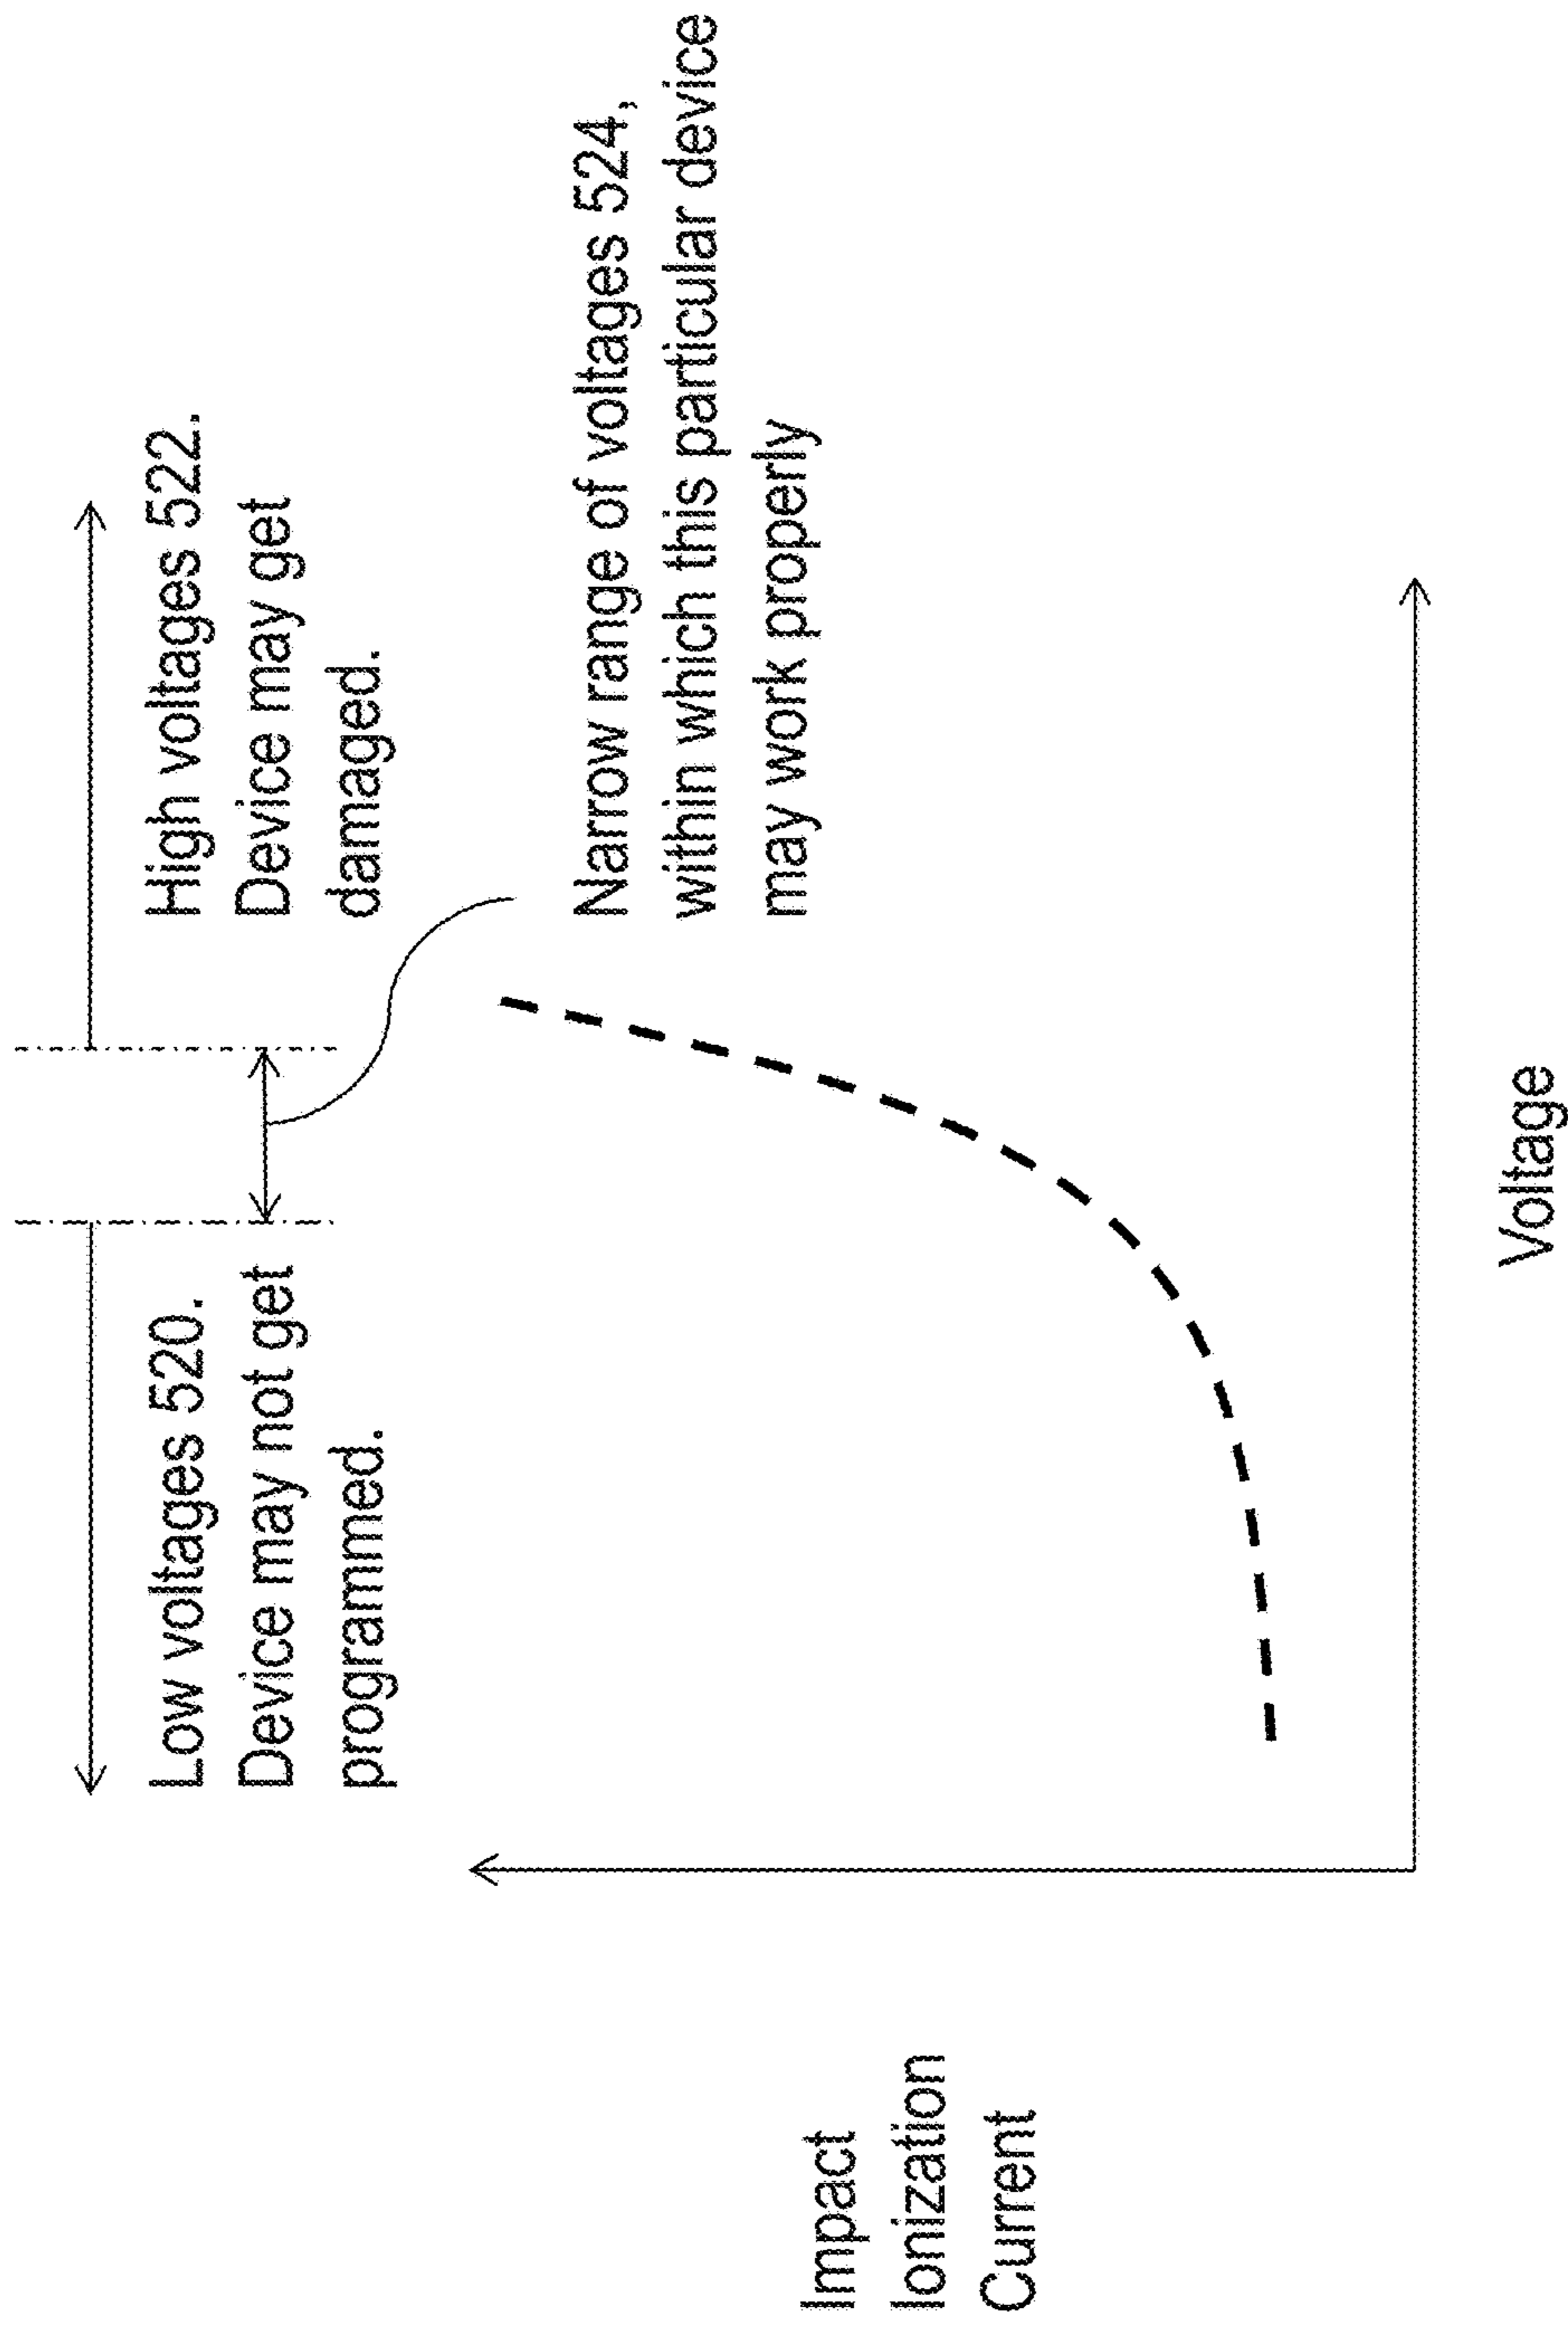 Low voltages 520.
Device may not get
programmed.
High voltages 522.
Device may get
damaged.
Narrow range of voltages 524,
within which this particular device
may work properly
Impact
Ionization
Current
Voltage